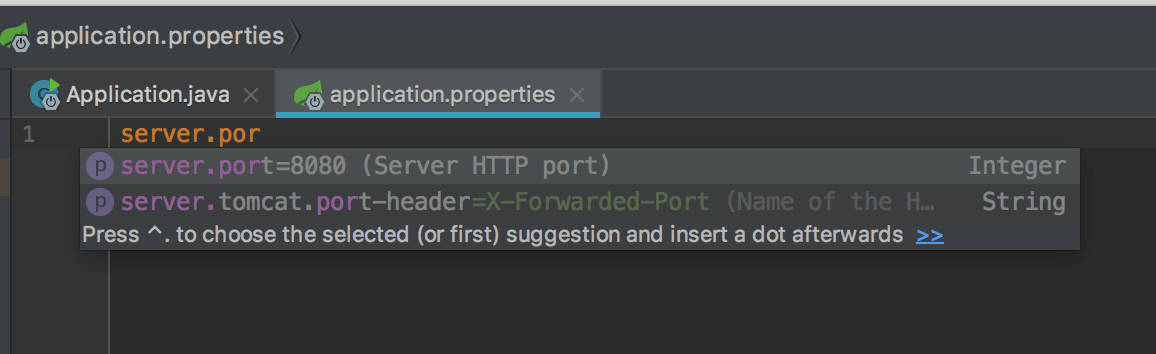 application.properties
Application.java application.properties
1 server.por
p server.port=8080 (Server HTTP port) Integer
p server.tomcat.port-header=X-Forwarded-Port (Name of the H… String
Press ^. to choose the selected (or first) suggestion and insert a dot afterwards >>